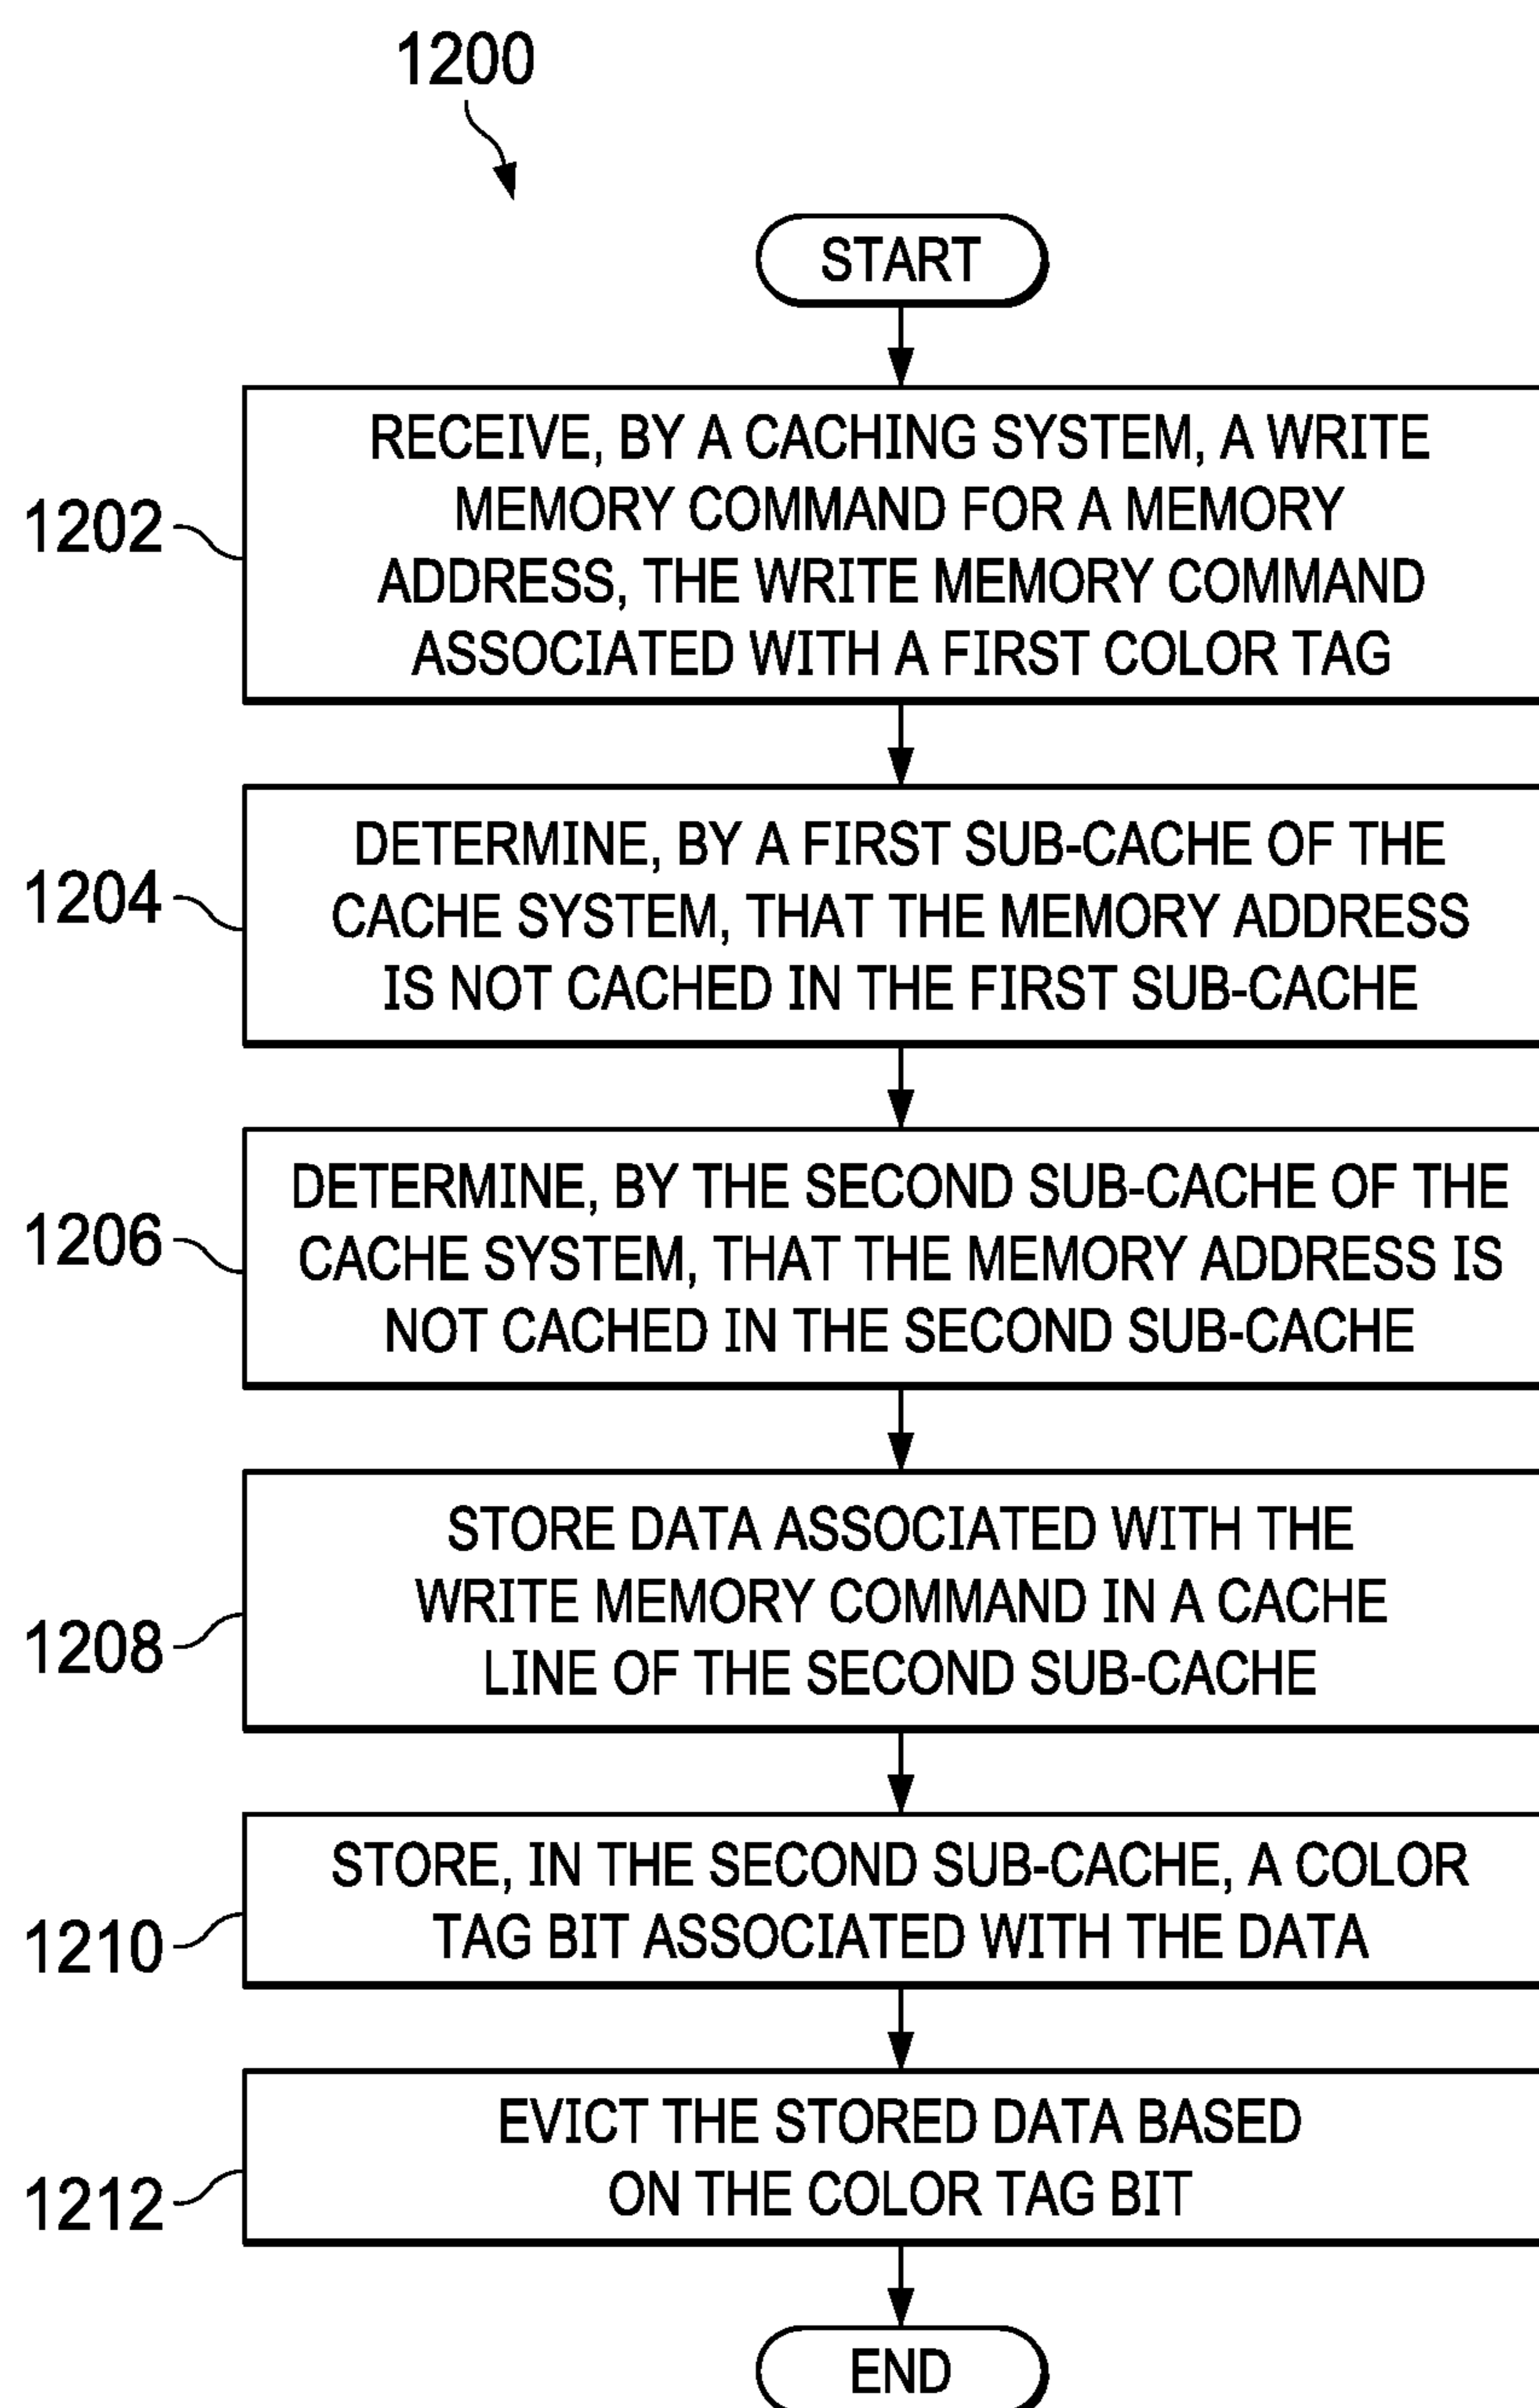 1200
START
1202
RECEIVE, BY A CACHING SYSTEM, A WRITE
MEMORY COMMAND FOR A MEMORY
ADDRESS, THE WRITE MEMORY COMMAND
ASSOCIATED WITH A FIRST COLOR TAG
1204
DETERMINE, BY A FIRST SUB-CACHE OF THE
CACHE SYSTEM, THAT THE MEMORY ADDRESS
IS NOT CACHED IN THE FIRST SUB-CACHE
1206
DETERMINE, BY THE SECOND SUB-CACHE OF THE
CACHE SYSTEM, THAT THE MEMORY ADDRESS IS
NOT CACHED IN THE SECOND SUB-CACHE
1208
STORE DATA ASSOCIATED WITH THE
WRITE MEMORY COMMAND IN A CACHE
LINE OF THE SECOND SUB-CACHE
1210
STORE, IN THE SECOND SUB-CACHE, A COLOR
TAG BIT ASSOCIATED WITH THE DATA
1212
EVICT THE STORED DATA BASED
ON THE COLOR TAG BIT
END